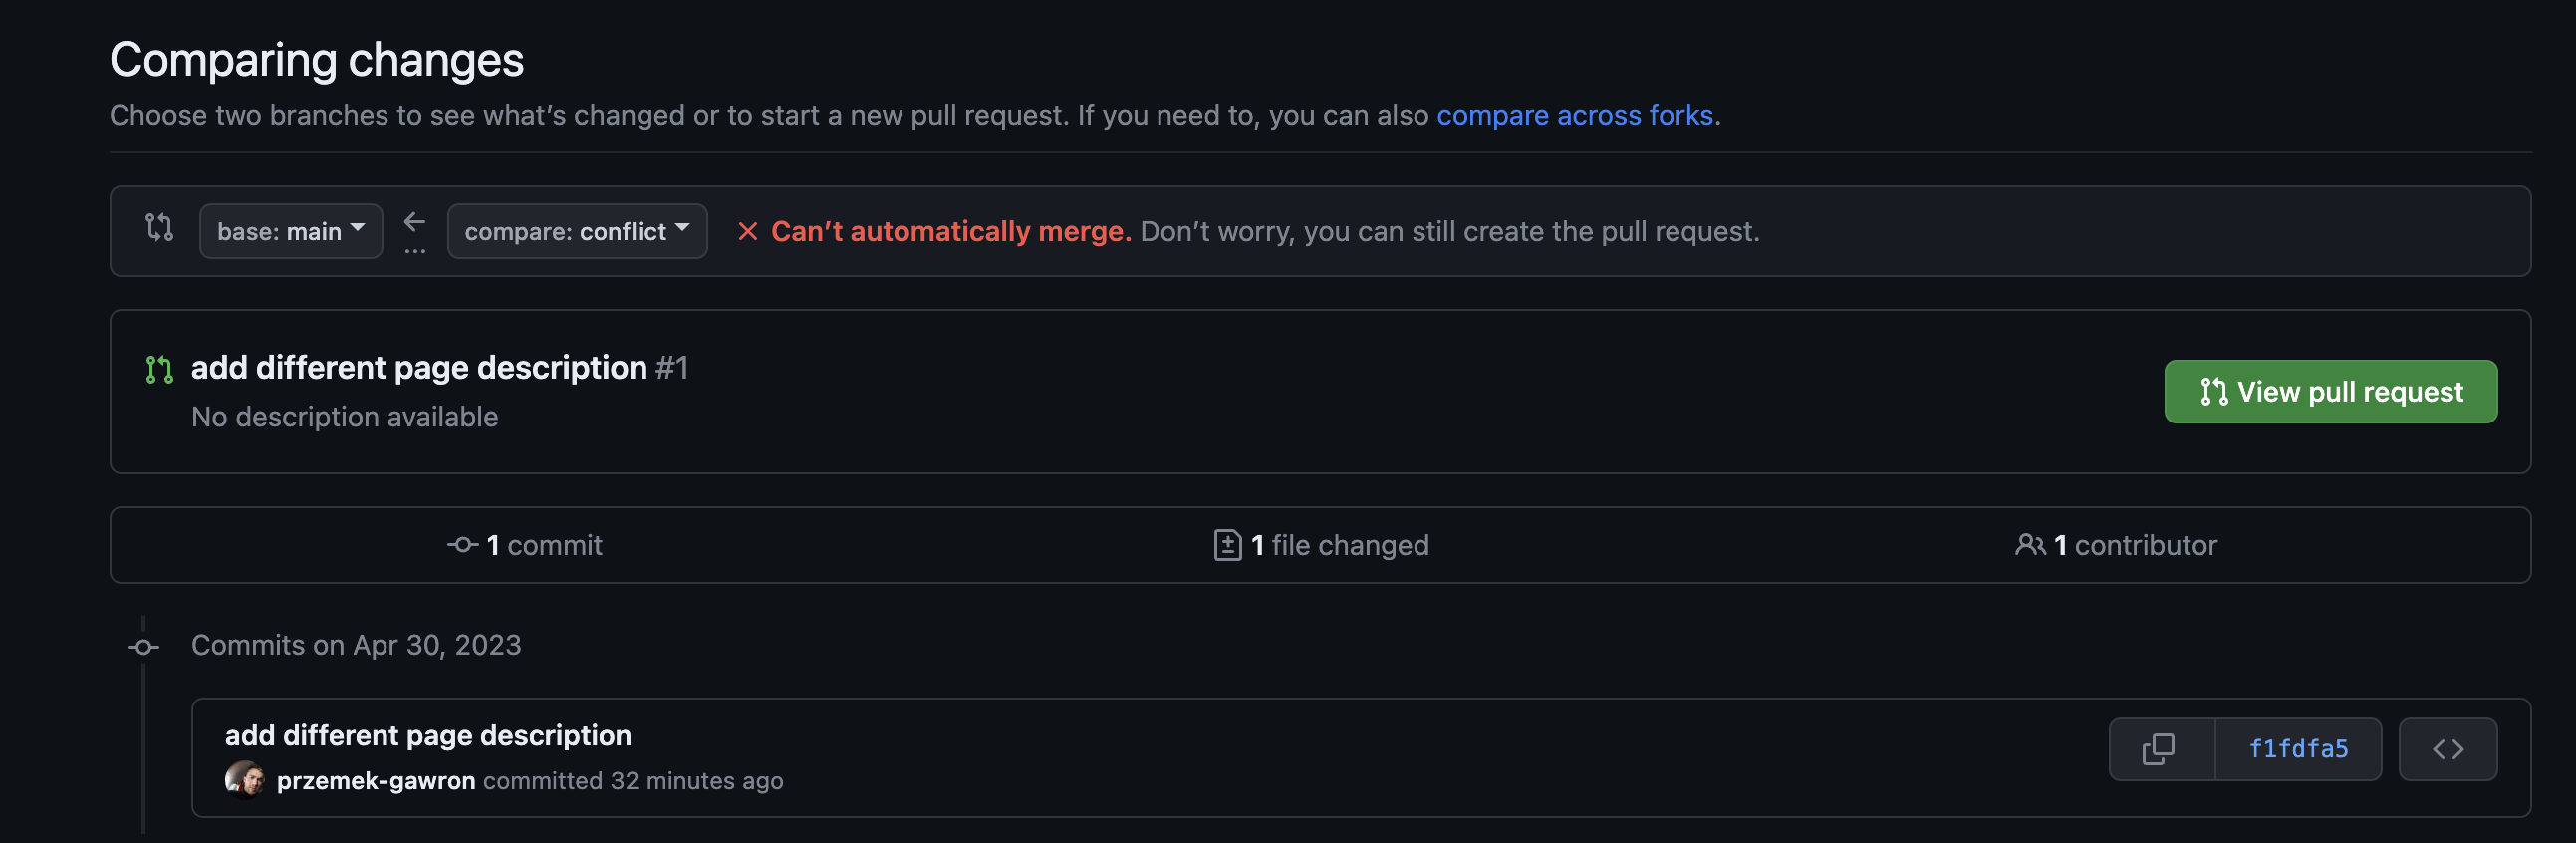 Comparing changes
Choose two branches to see what’s changed or to start a new pull request. If you need to, you can also compare across forks.
base: main ... compare: conflict Can’t automatically merge. Don’t worry, you can still create the pull request.
add different page description #1
No description available
View pull request
1 commit 1 file changed 1 contributor
Commits on Apr 30, 2023
add different page description
przemek-gawron committed 32 minutes ago
f1fdfa5